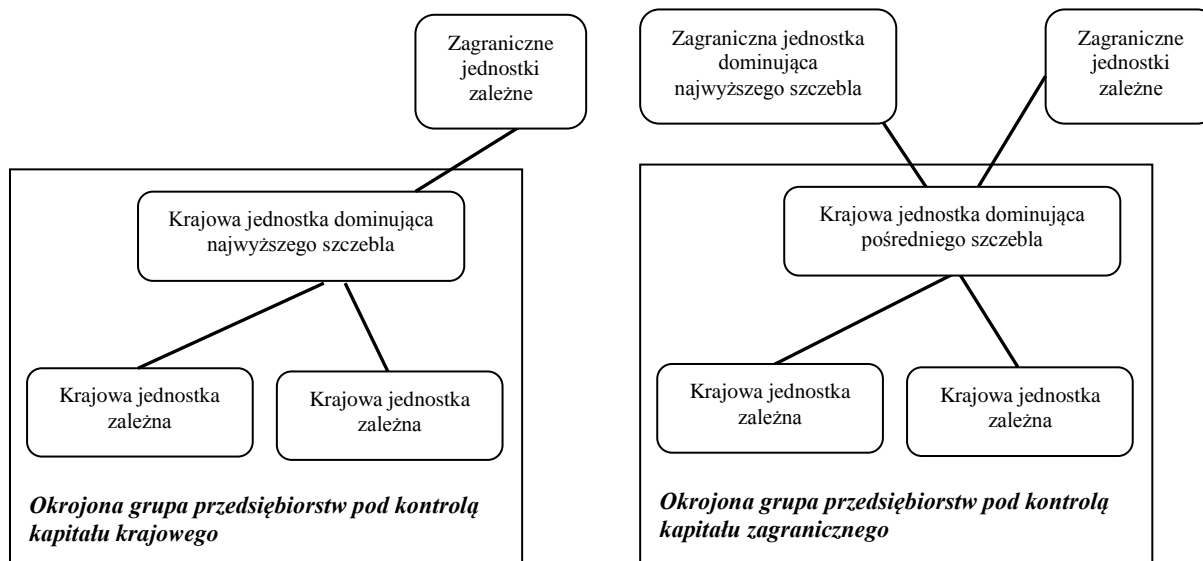 Zagraniczne
jednostki
zależne
Krajowa jednostka dominująca
najwyższego szczebla
Krajowa jednostka
zależna
Krajowa jednostka
zależna
Okrojona grupa przedsiębiorstw pod kontrolą
kapitału krajowego
Zagraniczna jednostka
dominująca
najwyższego szczebla
Zagraniczne
jednostki
zależne
Krajowa jednostka dominująca
pośredniego szczebla
Krajowa jednostka
zależna
Krajowa jednostka
zależna
Okrojona grupa przedsiębiorstw pod kontrolą
kapitału zagranicznego